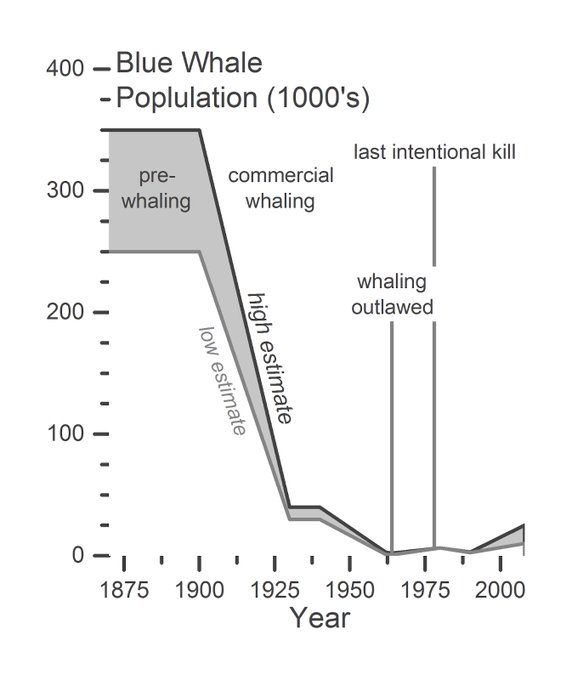 Blue Whale
Poplulation (1000's)
400
300
200
100
0
pre-
whaling
commercial
whaling
last intentional kill
whaling
outlawed
high estimate
low estimate
1875 1900 1925 1950 1975 2000
Year